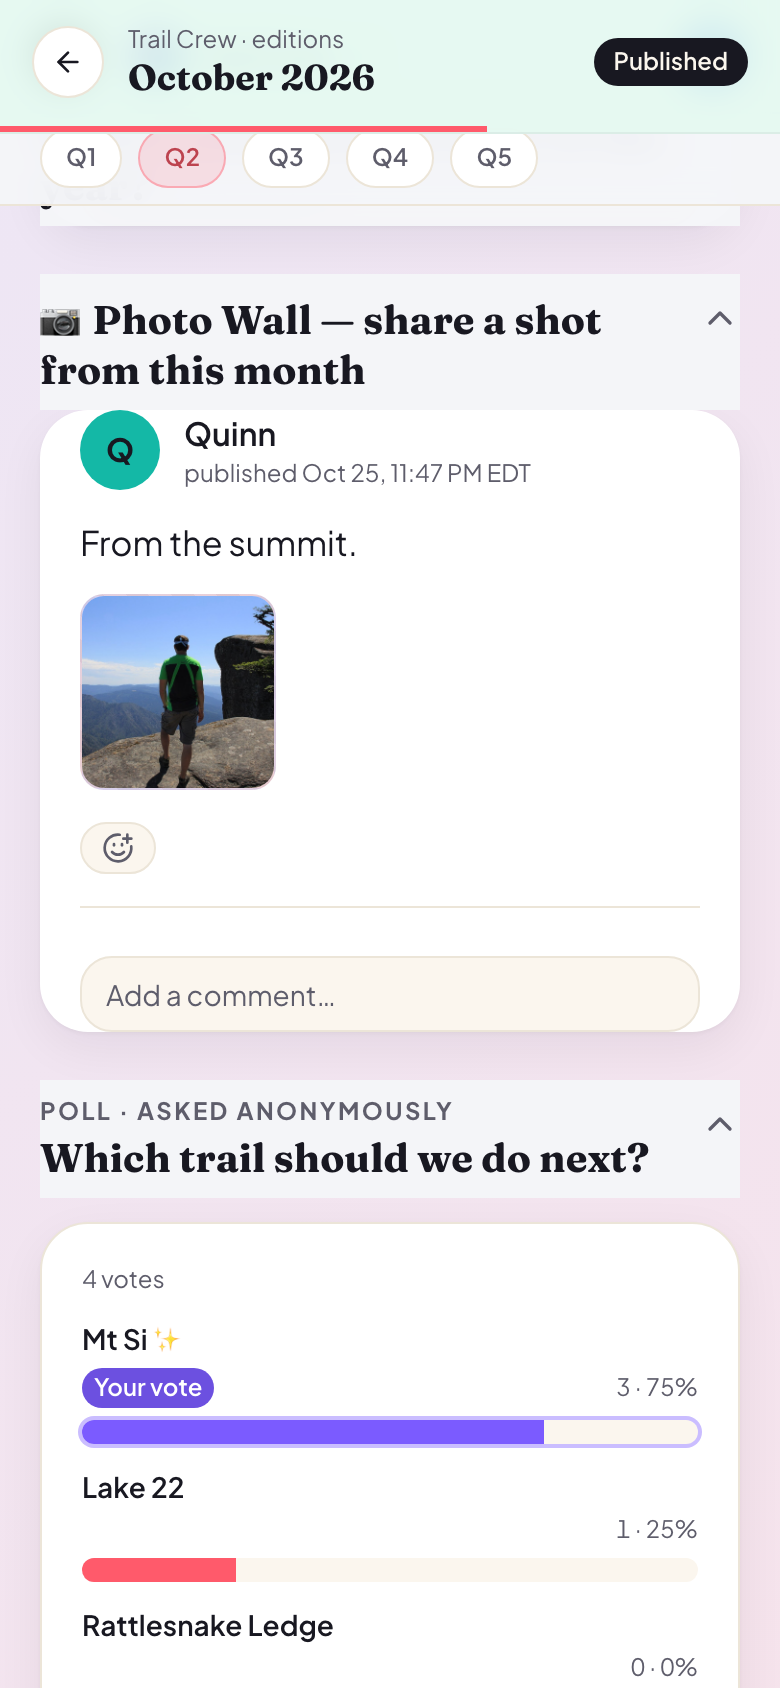 Trail Crew · editions
October 2026
Published
Q1
Q2
Q3
Q4
Q5
📷 Photo Wall — share a shot
from this month
Q
Quinn
published Oct 25, 11:47 PM EDT
From the summit.
Add a comment…
POLL · ASKED ANONYMOUSLY
Which trail should we do next?
4 votes
Mt Si ✨
Your vote
3 · 75%
Lake 22
1 · 25%
Rattlesnake Ledge
0 · 0%